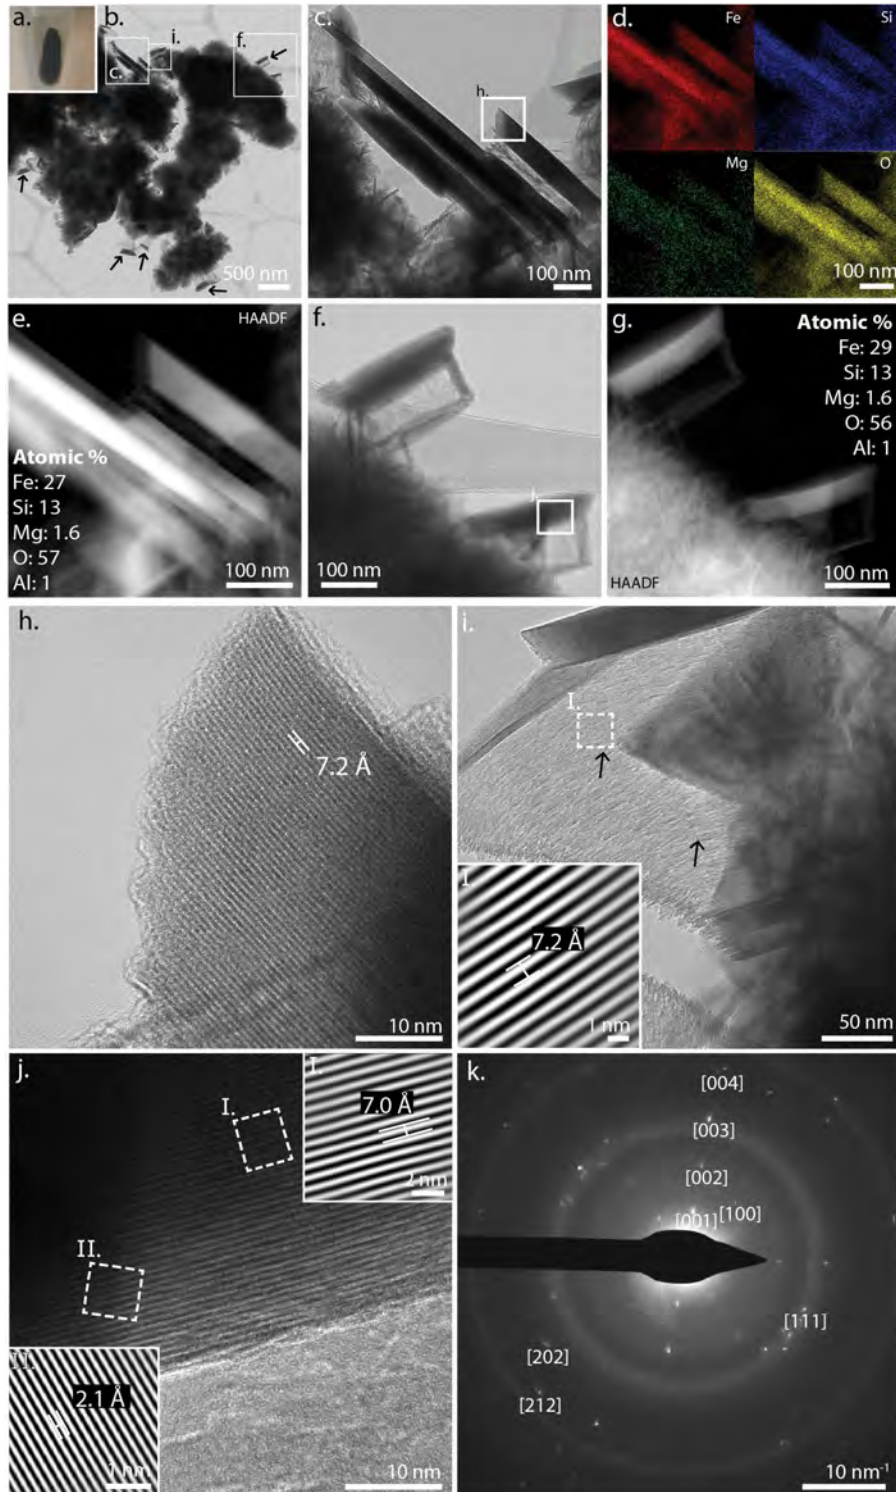 a.
b.
i.
f.
c.
500 nm
c.
h.
100 nm
d.
Fe
Si
Mg
O
100 nm
e.
HAADF
Atomic %
Fe: 27
Si: 13
Mg: 1.6
O: 57
Al: 1
100 nm
f.
100 nm
g.
Atomic %
Fe: 29
Si: 13
Mg: 1.6
O: 56
Al: 1
HAADF
100 nm
h.
7.2 Å
10 nm
i.
I.
I.
7.2 Å
1 nm
50 nm
j.
I.
I.
7.0 Å
2 nm
II.
II.
2.1 Å
1 nm
10 nm
k.
[004]
[003]
[002]
[100]
[001]
[111]
[202]
[212]
10 nm⁻¹